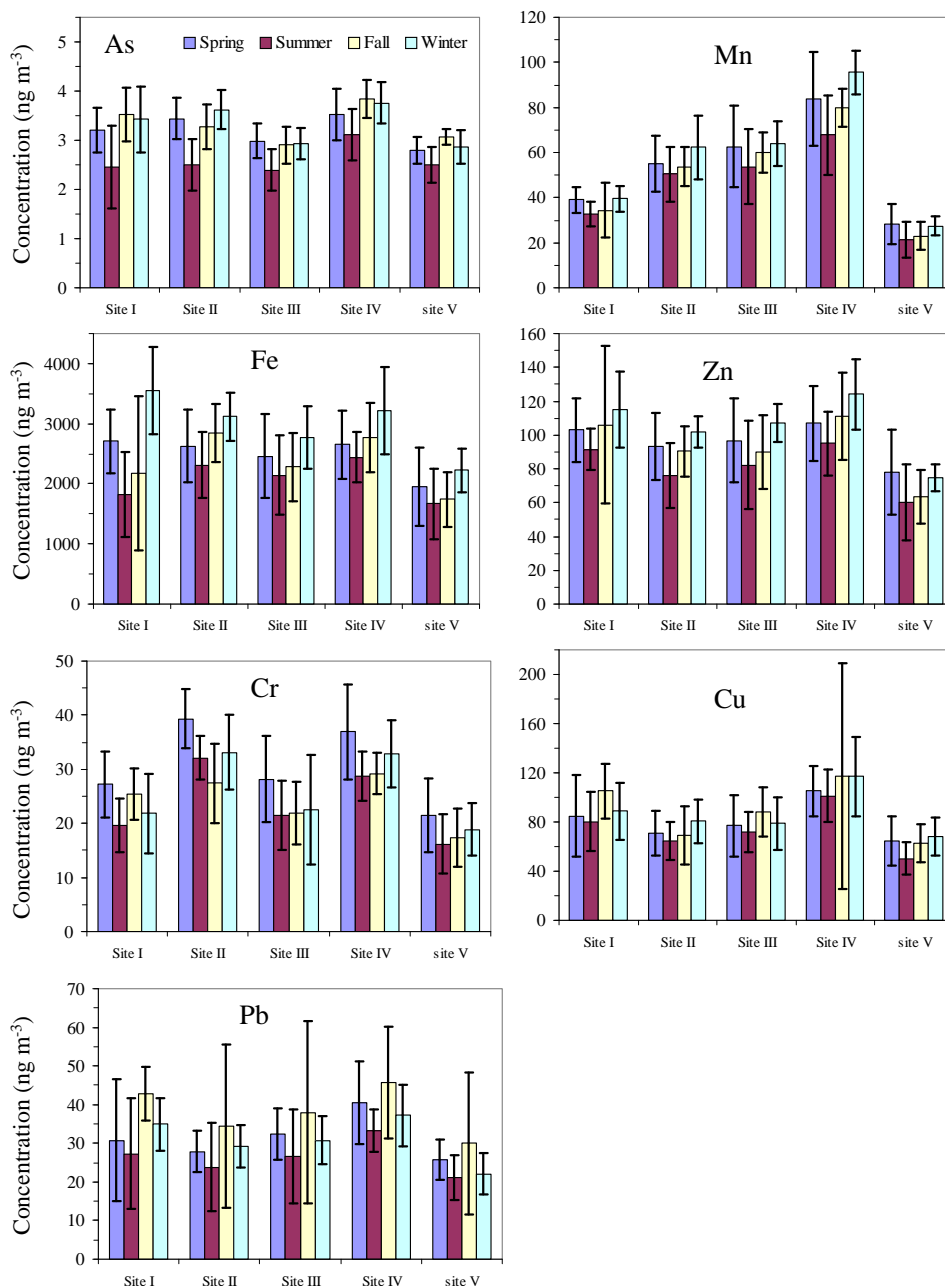 As
Spring Summer Fall Winter
Concentration (ng m-3)
5
4
3
2
1
0
Site I Site II Site III Site IV site V
Mn
120
100
80
60
40
20
0
Site I Site II Site III Site IV site V
Fe
Concentration (ng m-3)
4000
3000
2000
1000
0
Site I Site II Site III Site IV site V
Zn
160
140
120
100
80
60
40
20
0
Site I Site II Site III Site IV site V
Cr
Concentration (ng m-3)
50
40
30
20
10
0
Site I Site II Site III Site IV site V
Cu
200
160
120
80
40
0
Site I Site II Site III Site IV site V
Pb
Concentration (ng m-3)
70
60
50
40
30
20
10
0
Site I Site II Site III Site IV site V